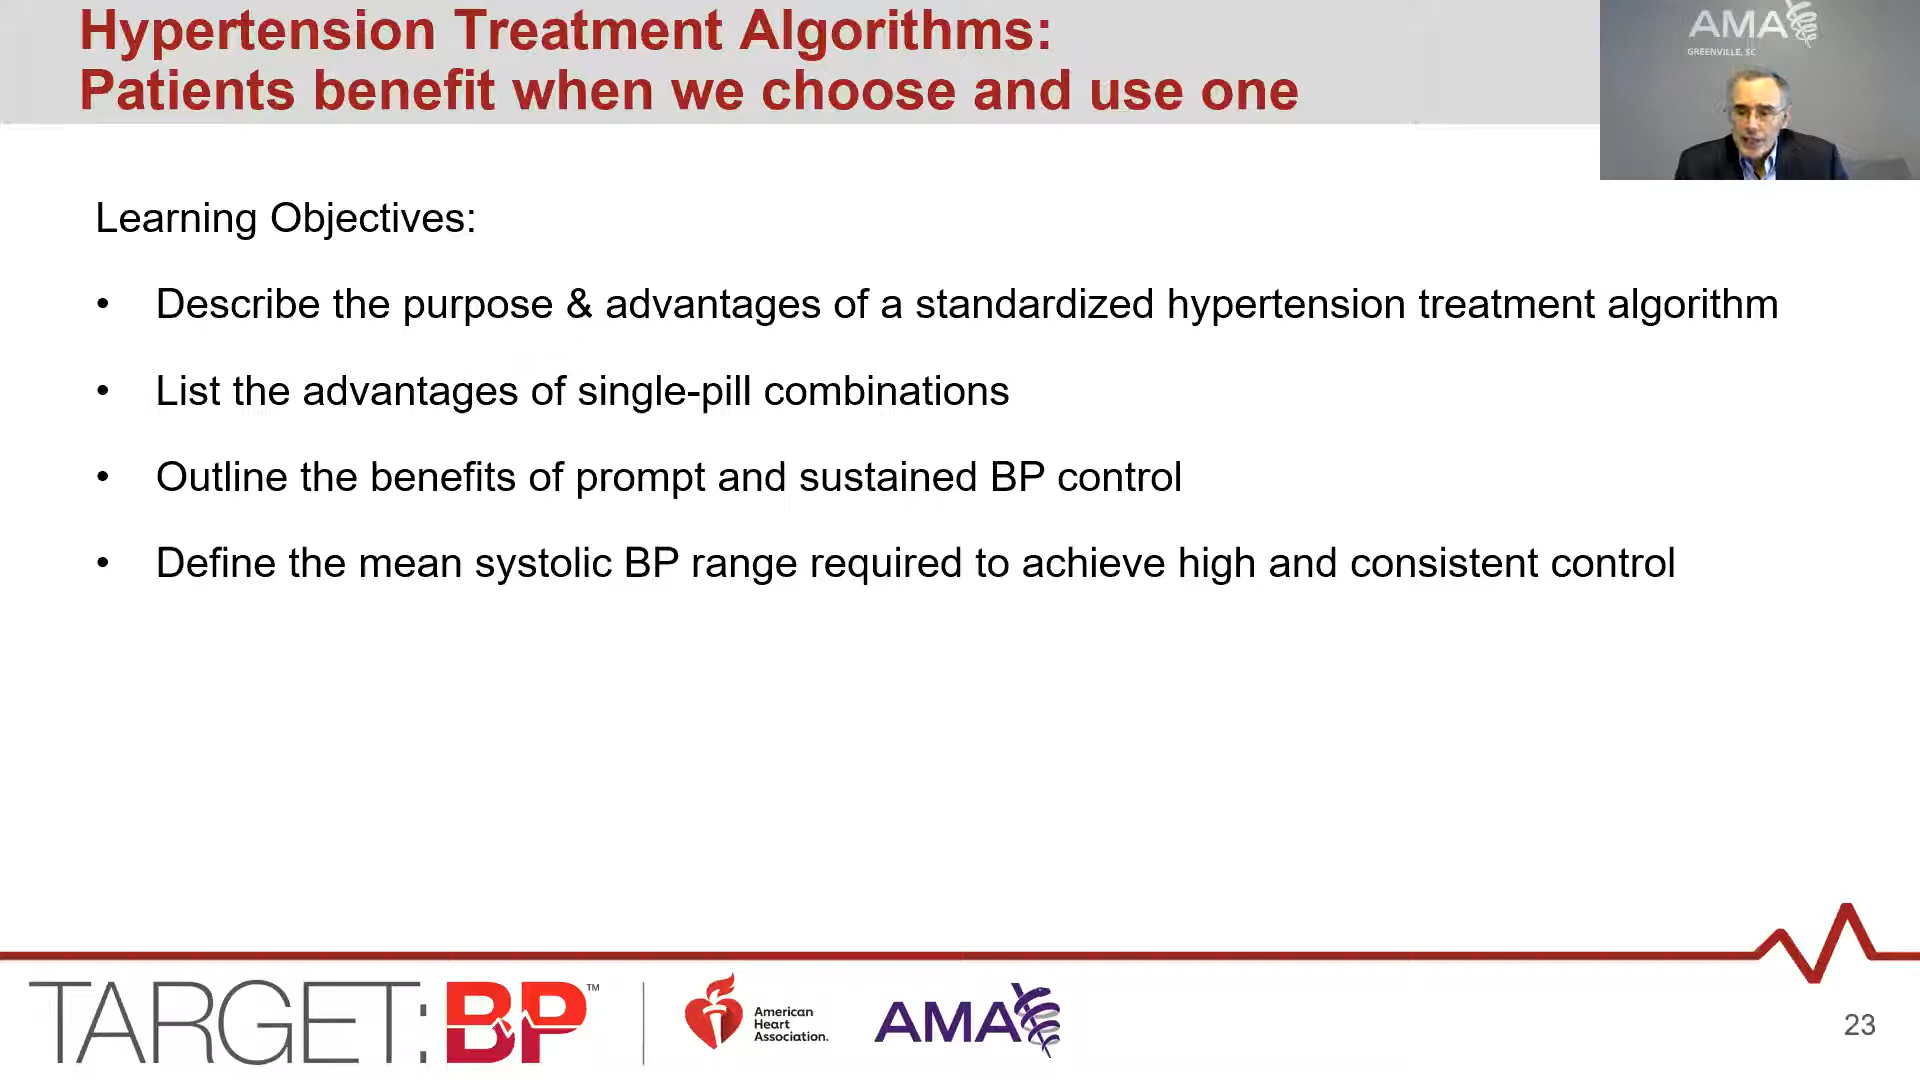 Hypertension Treatment Algorithms:
Patients benefit when we choose and use one
AMA
GREENVILLE, SC
Learning Objectives:
• Describe the purpose & advantages of a standardized hypertension treatment algorithm
• List the advantages of single-pill combinations
• Outline the benefits of prompt and sustained BP control
• Define the mean systolic BP range required to achieve high and consistent control
TARGET:BP™
American
Heart
Association.
AMA
23